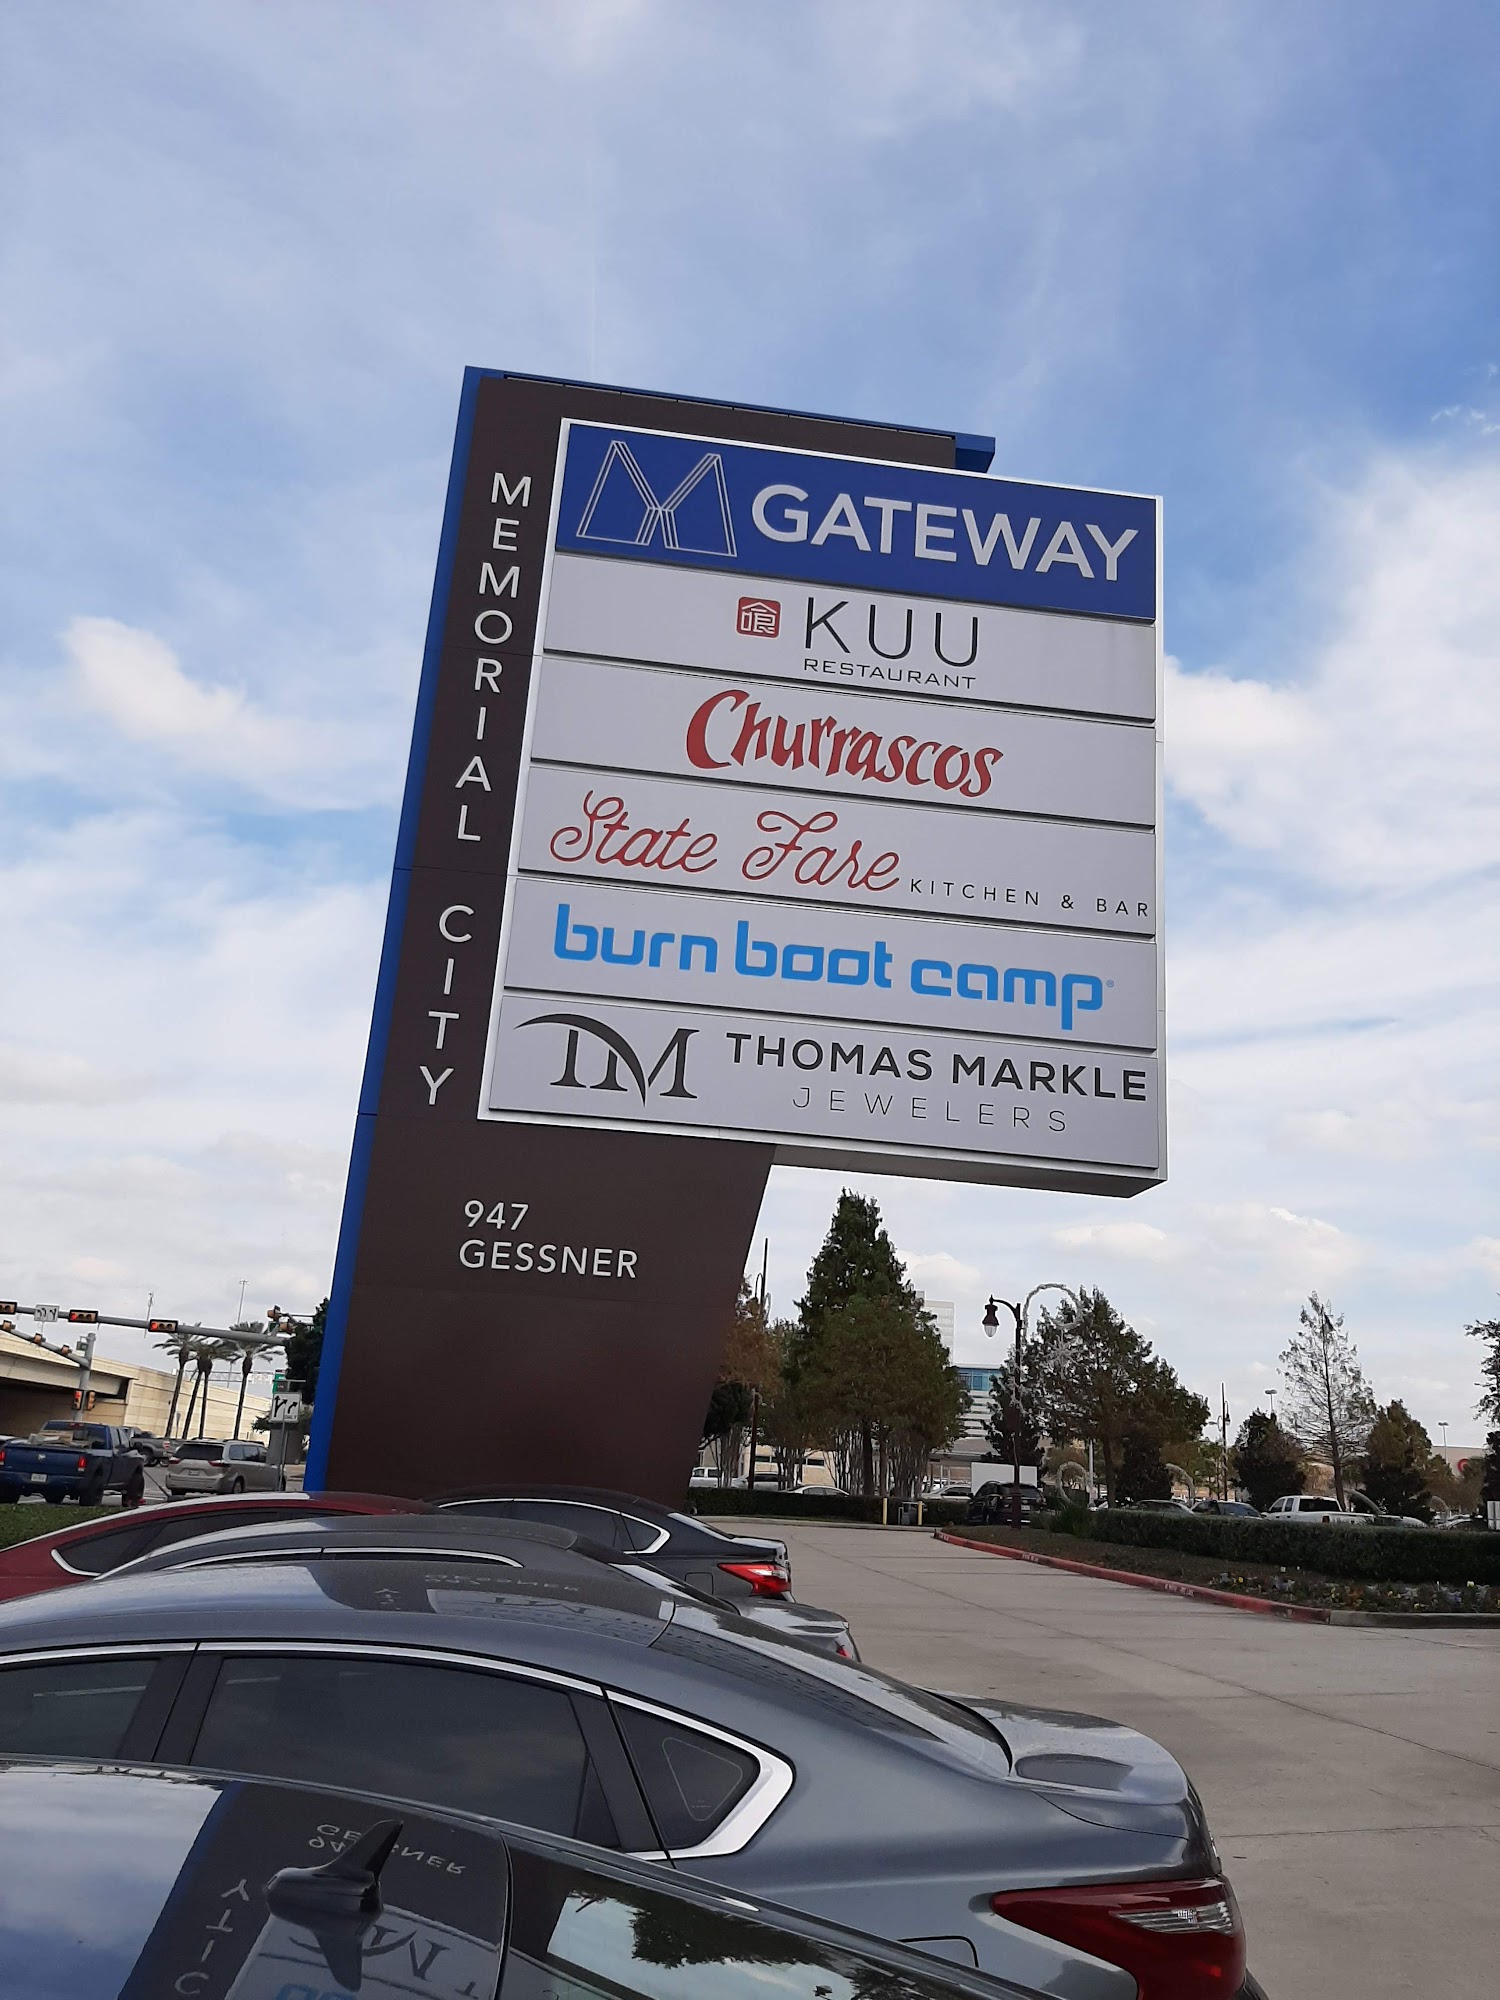 MEMORIAL CITY
GATEWAY
KUU
RESTAURANT
Churrascos
State Fare KITCHEN & BAR
burn boot camp®
TM THOMAS MARKLE
JEWELERS
947
GESSNER